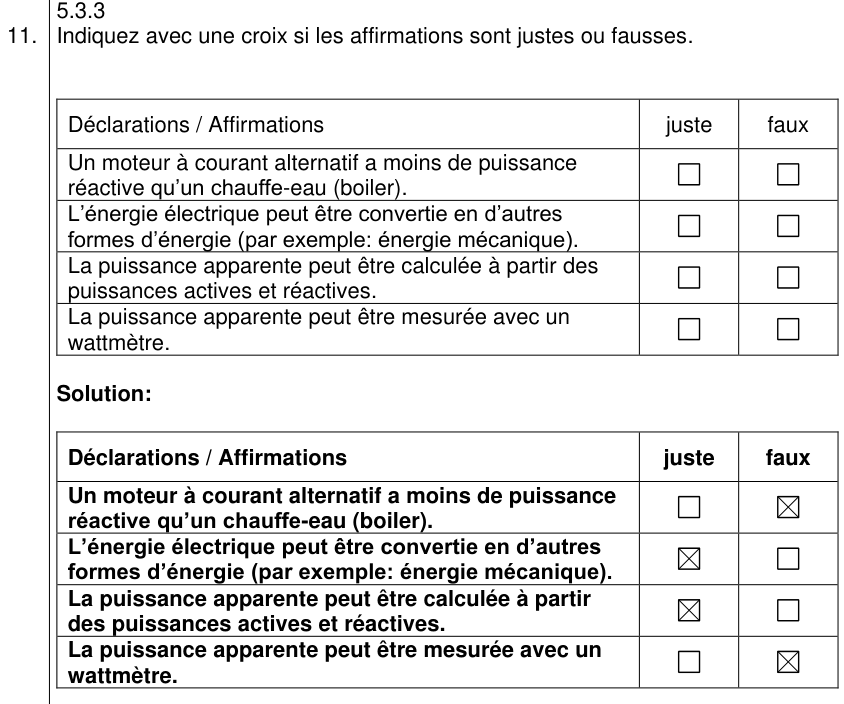 5.3.3
11. Indiquez avec une croix si les affirmations sont justes ou fausses.
Déclarations / Affirmations juste faux
Un moteur à courant alternatif a moins de puissance
réactive qu'un chauffe-eau (boiler).
L'énergie électrique peut être convertie en d'autres
formes d'énergie (par exemple: énergie mécanique).
La puissance apparente peut être calculée à partir des
puissances actives et réactives.
La puissance apparente peut être mesurée avec un
wattmètre.
Solution:
Déclarations / Affirmations juste faux
Un moteur à courant alternatif a moins de puissance
réactive qu'un chauffe-eau (boiler).
L'énergie électrique peut être convertie en d'autres
formes d'énergie (par exemple: énergie mécanique).
La puissance apparente peut être calculée à partir
des puissances actives et réactives.
La puissance apparente peut être mesurée avec un
wattmètre.